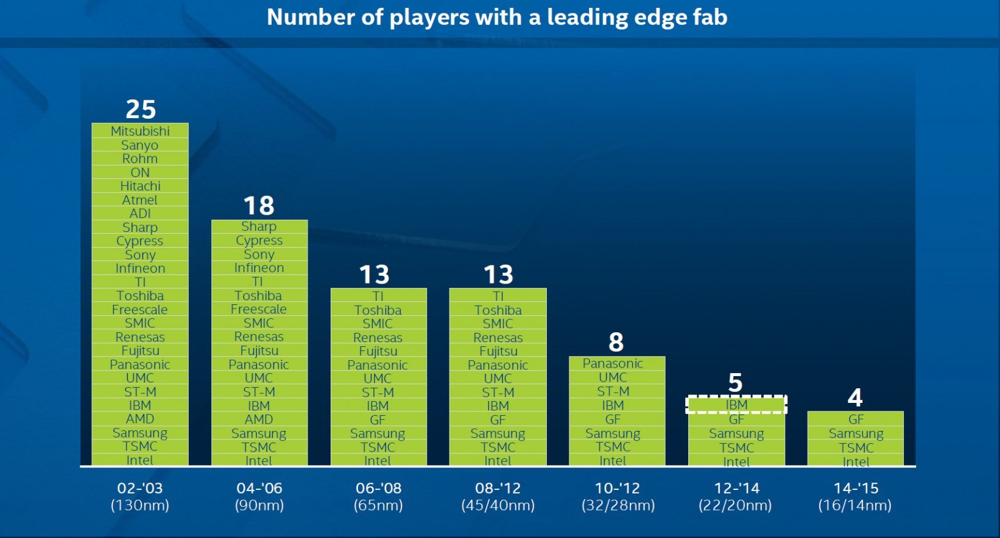 Number of players with a leading edge fab
25
Mitsubishi
Sanyo
Rohm
ON
Hitachi
Atmel
ADI
Sharp
Cypress
Sony
Infineon
TI
Toshiba
Freescale
SMIC
Renesas
Fujitsu
Panasonic
UMC
ST-M
IBM
AMD
Samsung
TSMC
Intel
02-'03
(130nm)
18
Sharp
Cypress
Sony
Infineon
TI
Toshiba
Freescale
SMIC
Renesas
Fujitsu
Panasonic
UMC
ST-M
IBM
AMD
Samsung
TSMC
Intel
04-'06
(90nm)
13
TI
Toshiba
SMIC
Renesas
Fujitsu
Panasonic
UMC
ST-M
IBM
GF
Samsung
TSMC
Intel
06-'08
(65nm)
13
TI
Toshiba
SMIC
Renesas
Fujitsu
Panasonic
UMC
ST-M
IBM
GF
Samsung
TSMC
Intel
08-'12
(45/40nm)
8
Panasonic
UMC
ST-M
IBM
GF
Samsung
TSMC
Intel
10-'12
(32/28nm)
5
IBM
GF
Samsung
TSMC
Intel
12-'14
(22/20nm)
4
GF
Samsung
TSMC
Intel
14-'15
(16/14nm)